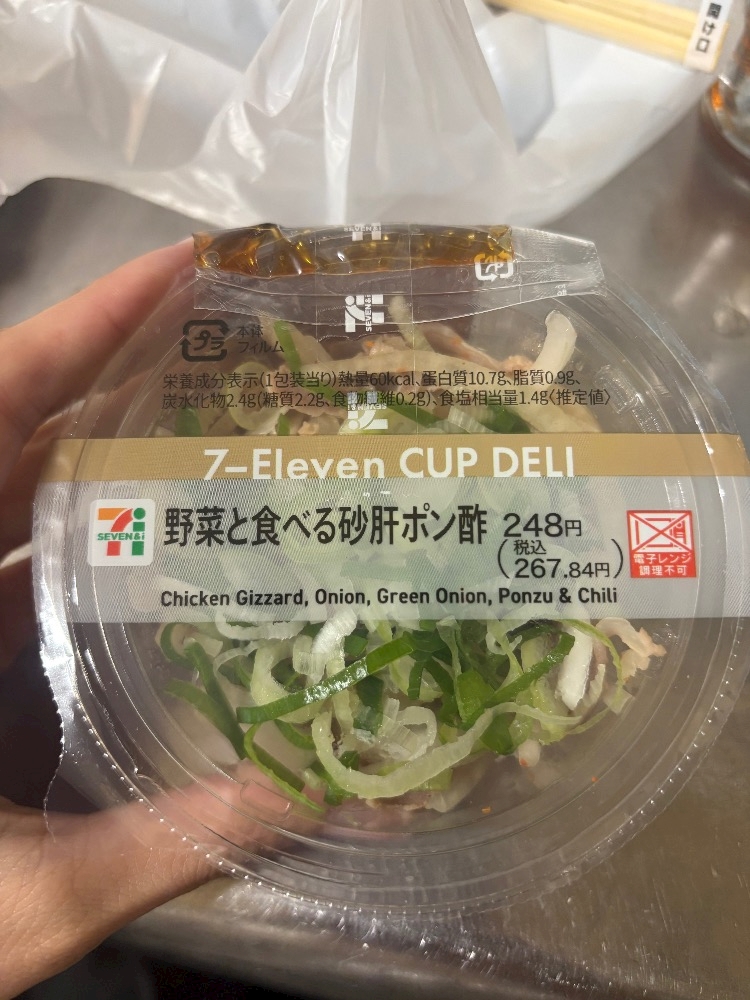 プラ
本体
フィルム
SEVEN&i
栄養成分表示(1包装当り)熱量60kcal、蛋白質10.7g、脂質0.9g、
炭水化物2.4g(糖質2.2g、食物繊維0.2g)、食塩相当量1.4g〈推定値〉
7-Eleven CUP DELI
7
SEVEN&i
野菜と食べる砂肝ポン酢 248円
(税込
267.84円)
電子レンジ
調理不可
Chicken Gizzard, Onion, Green Onion, Ponzu & Chili